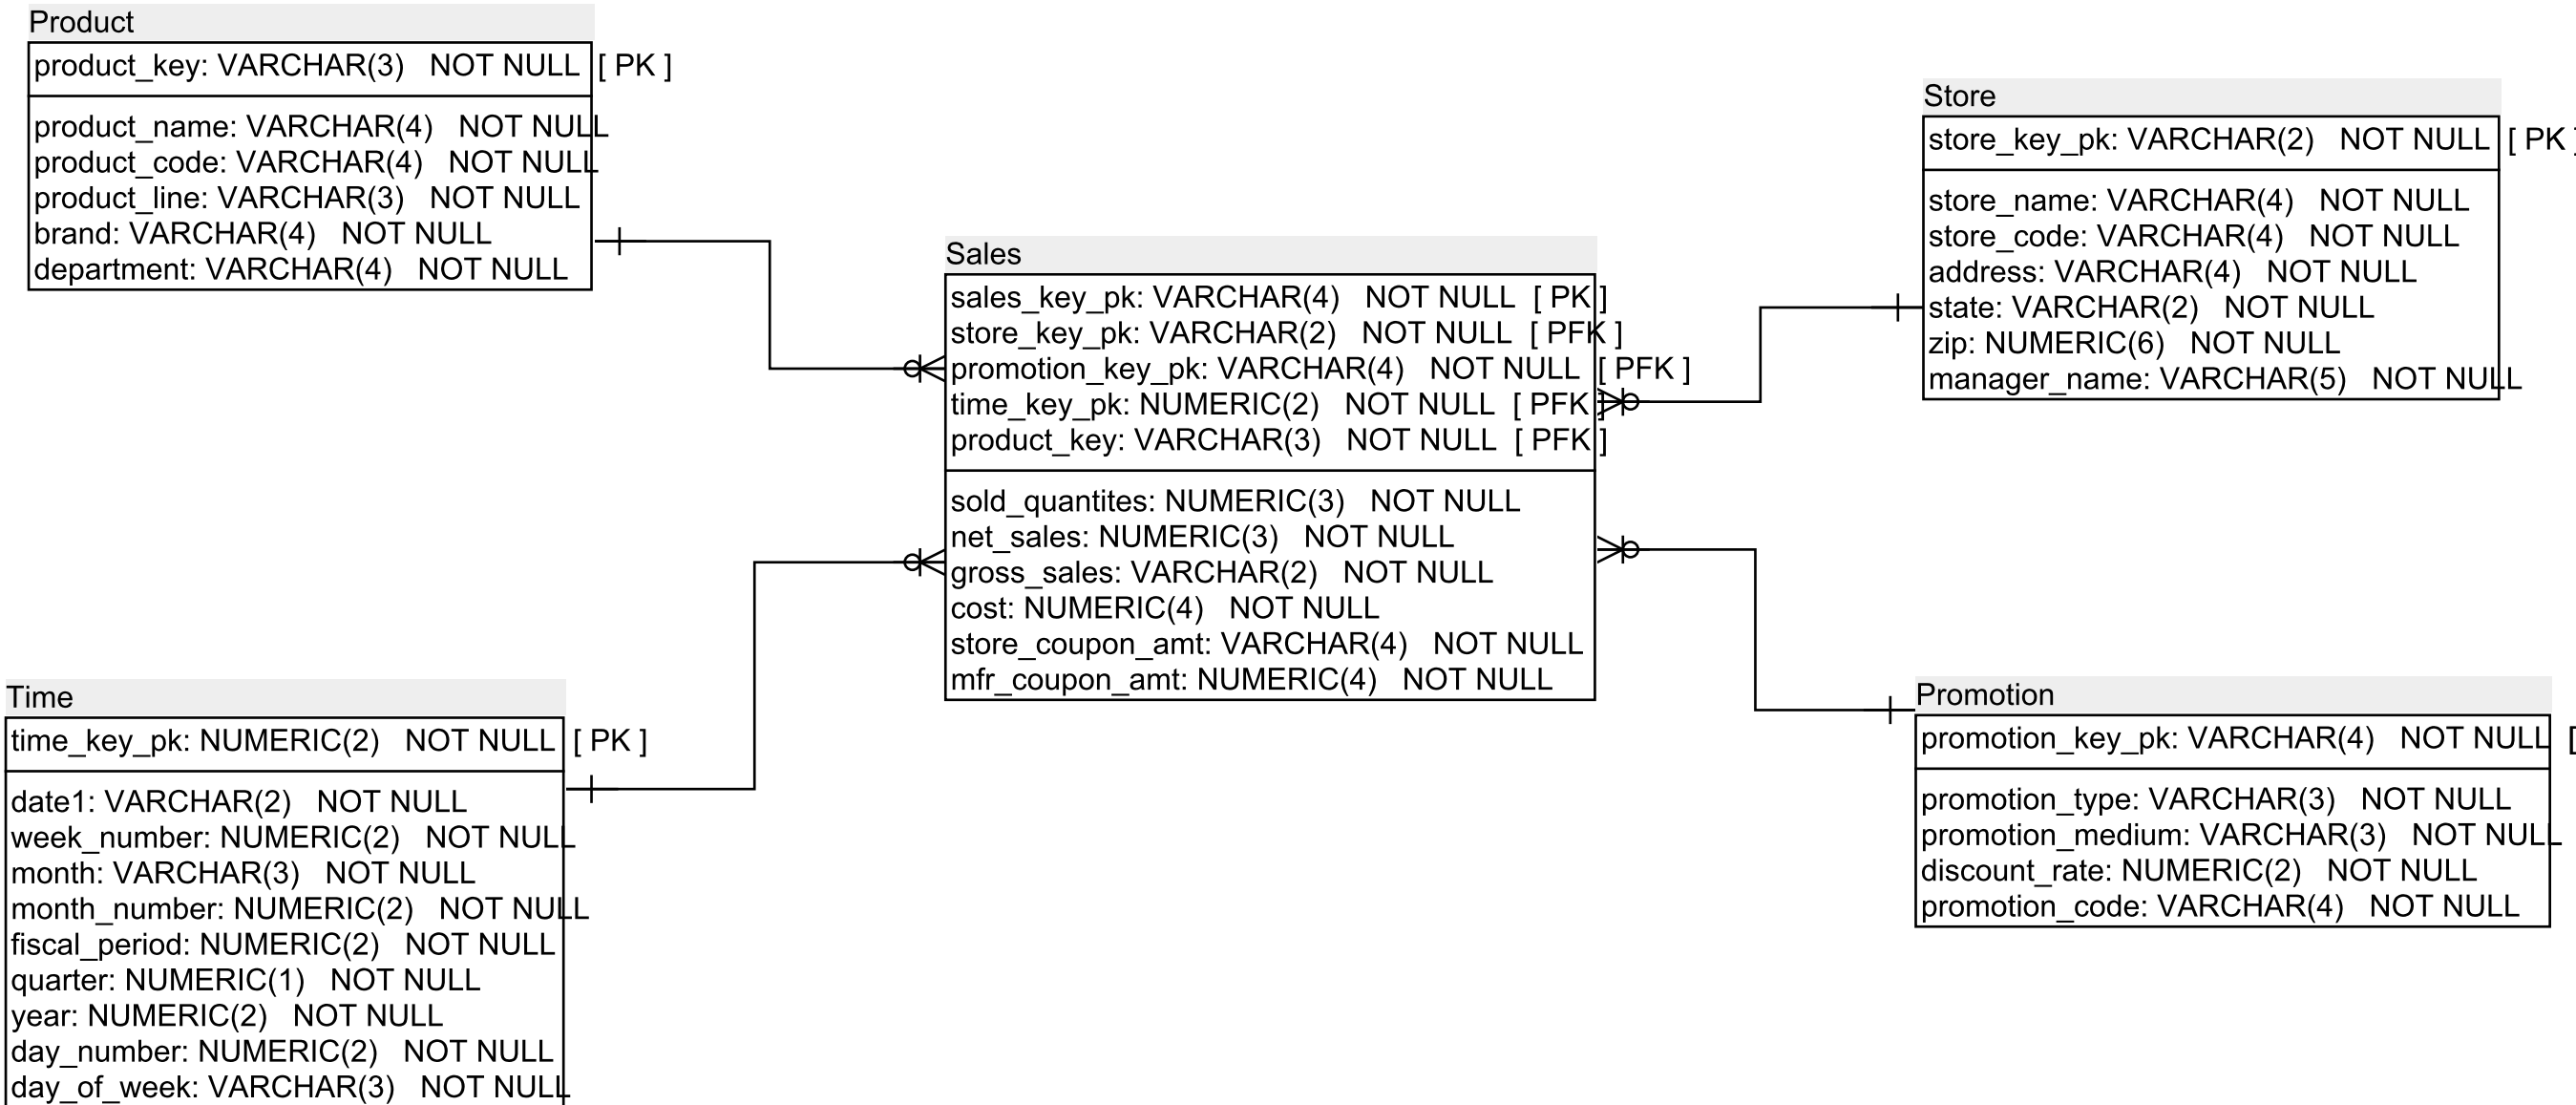 Product
product_key: VARCHAR(3) NOT NULL [ PK ]
product_name: VARCHAR(4) NOT NULL
product_code: VARCHAR(4) NOT NULL
product_line: VARCHAR(3) NOT NULL
brand: VARCHAR(4) NOT NULL
department: VARCHAR(4) NOT NULL
Store
store_key_pk: VARCHAR(2) NOT NULL [ PK ]
store_name: VARCHAR(4) NOT NULL
store_code: VARCHAR(4) NOT NULL
address: VARCHAR(4) NOT NULL
state: VARCHAR(2) NOT NULL
zip: NUMERIC(6) NOT NULL
manager_name: VARCHAR(5) NOT NULL
Sales
sales_key_pk: VARCHAR(4) NOT NULL [ PK ]
store_key_pk: VARCHAR(2) NOT NULL [ PFK ]
promotion_key_pk: VARCHAR(4) NOT NULL [ PFK ]
time_key_pk: NUMERIC(2) NOT NULL [ PFK ]
product_key: VARCHAR(3) NOT NULL [ PFK ]
sold_quantites: NUMERIC(3) NOT NULL
net_sales: NUMERIC(3) NOT NULL
gross_sales: VARCHAR(2) NOT NULL
cost: NUMERIC(4) NOT NULL
store_coupon_amt: VARCHAR(4) NOT NULL
mfr_coupon_amt: NUMERIC(4) NOT NULL
Time
time_key_pk: NUMERIC(2) NOT NULL [ PK ]
date1: VARCHAR(2) NOT NULL
week_number: NUMERIC(2) NOT NULL
month: VARCHAR(3) NOT NULL
month_number: NUMERIC(2) NOT NULL
fiscal_period: NUMERIC(2) NOT NULL
quarter: NUMERIC(1) NOT NULL
year: NUMERIC(2) NOT NULL
day_number: NUMERIC(2) NOT NULL
day_of_week: VARCHAR(3) NOT NULL
Promotion
promotion_key_pk: VARCHAR(4) NOT NULL [
promotion_type: VARCHAR(3) NOT NULL
promotion_medium: VARCHAR(3) NOT NULL
discount_rate: NUMERIC(2) NOT NULL
promotion_code: VARCHAR(4) NOT NULL